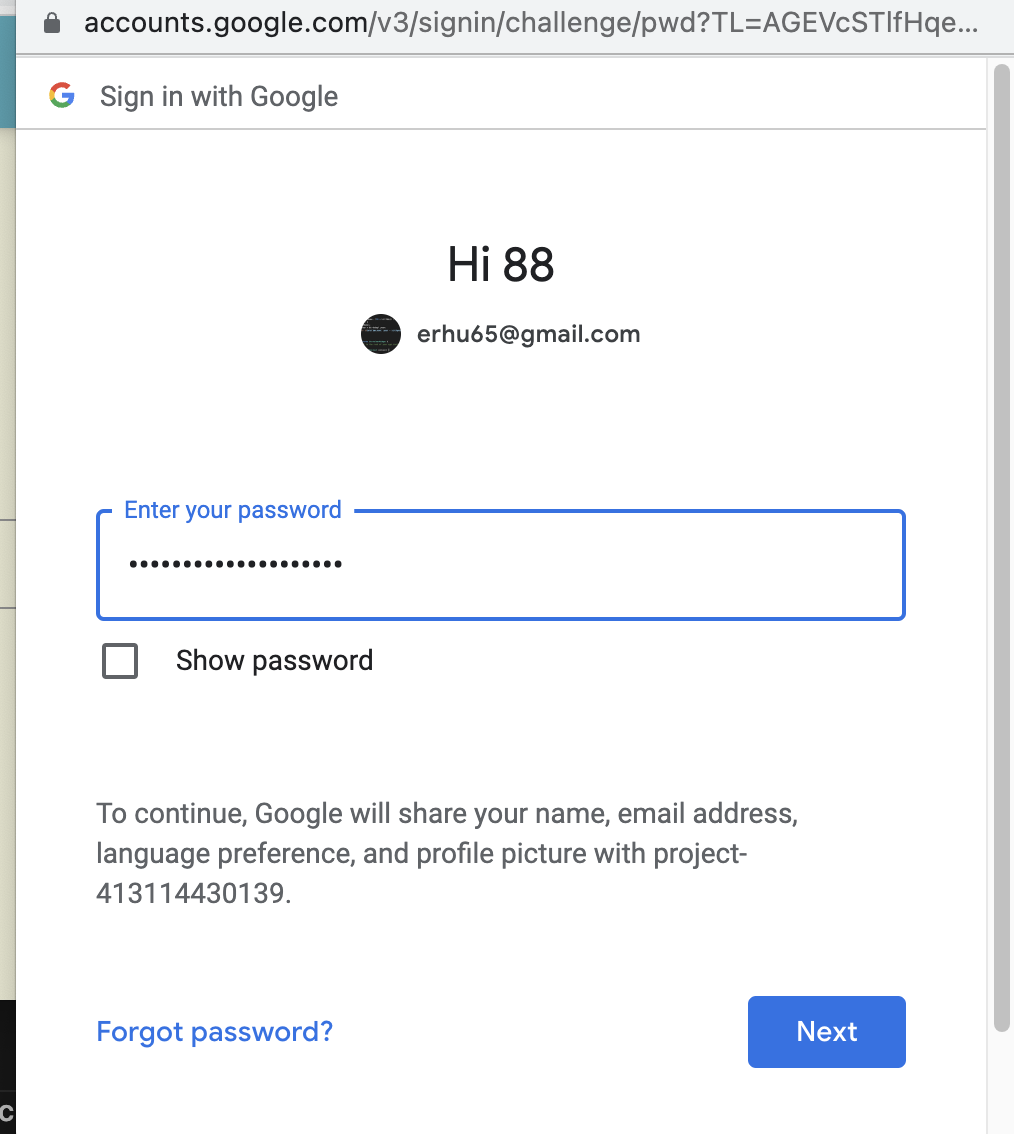 accounts.google.com/v3/signin/challenge/pwd?TL=AGEVcSTlfHqe...
Sign in with Google
Hi 88
erhu65@gmail.com
Enter your password
••••••••••••••••••••
Show password
To continue, Google will share your name, email address,
language preference, and profile picture with project-
413114430139.
Forgot password?
Next